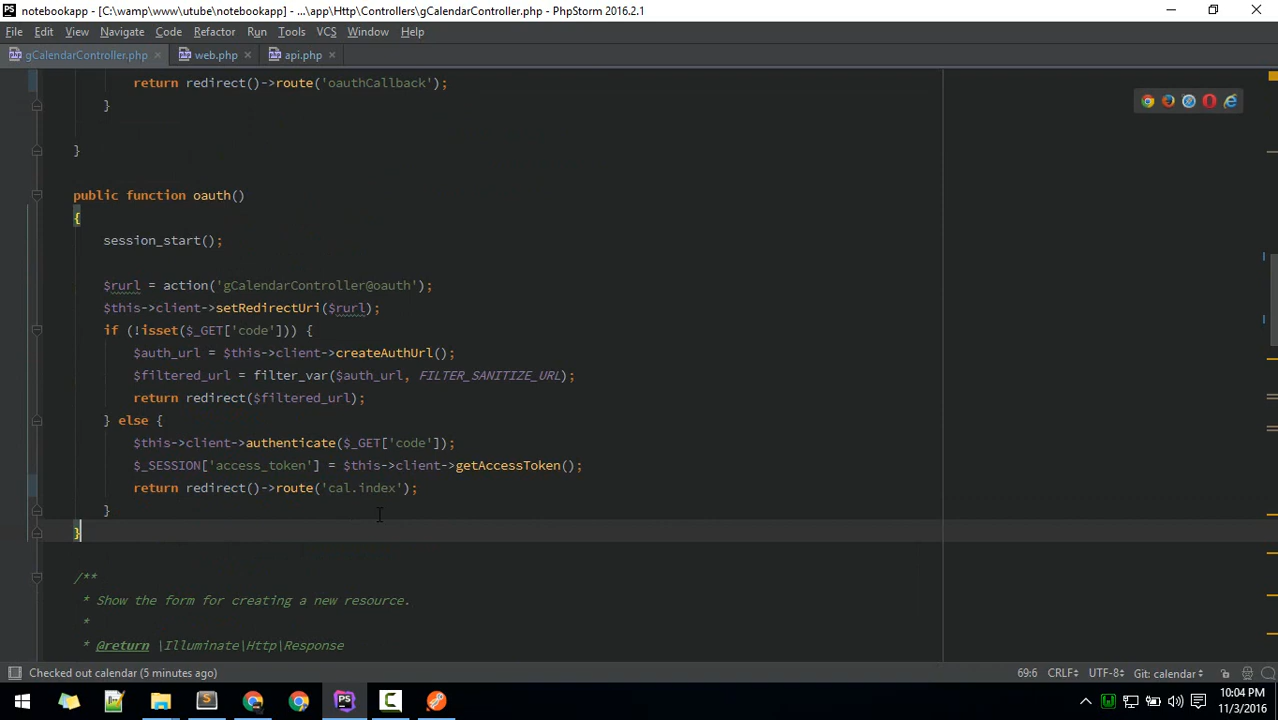 notebookapp - [C:\wamp\www\utube\notebookapp] - ...\app\Http\Controllers\gCalendarController.php - PhpStorm 2016.2.1
File Edit View Navigate Code Refactor Run Tools VCS Window Help
gCalendarController.php web.php api.php
return redirect()->route('oauthCallback');
}
}
public function oauth()
{
session_start();
$rurl = action('gCalendarController@oauth');
$this->client->setRedirectUri($rurl);
if (!isset($_GET['code'])) {
$auth_url = $this->client->createAuthUrl();
$filtered_url = filter_var($auth_url, FILTER_SANITIZE_URL);
return redirect($filtered_url);
} else {
$this->client->authenticate($_GET['code']);
$_SESSION['access_token'] = $this->client->getAccessToken();
return redirect()->route('cal.index');
}
}
/**
* Show the form for creating a new resource.
*
* @return \Illuminate\Http\Response
Checked out calendar (5 minutes ago) 69:6 CRLF UTF-8 Git: calendar
10:04 PM
11/3/2016